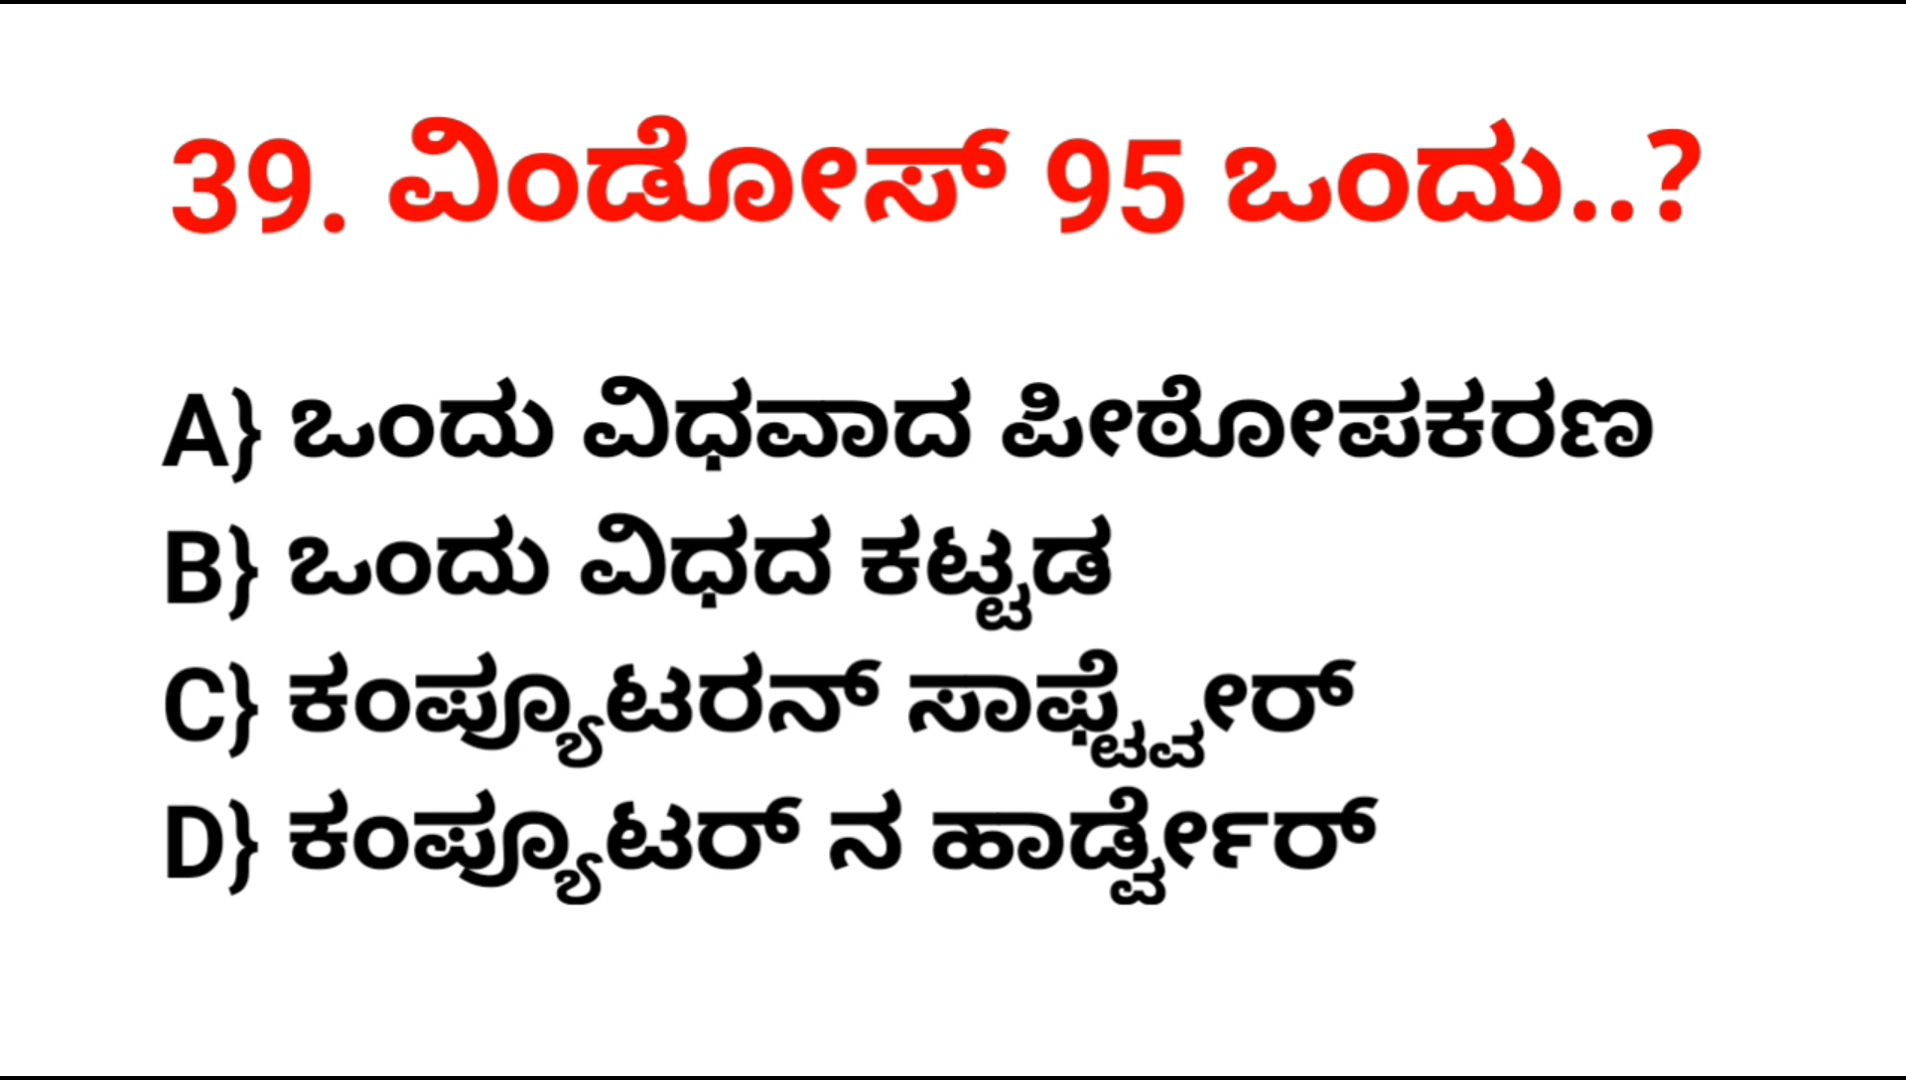 39. ವಿಂಡೋಸ್ 95 ಒಂದು..?
A} ಒಂದು ವಿಧವಾದ ಪೀಠೋಪಕರಣ
B} ಒಂದು ವಿಧದ ಕಟ್ಟಡ
C} ಕಂಪ್ಯೂಟರನ್ ಸಾಫ್ಟ್ವೇರ್
D} ಕಂಪ್ಯೂಟರ್ ನ ಹಾರ್ಡ್ವೇರ್